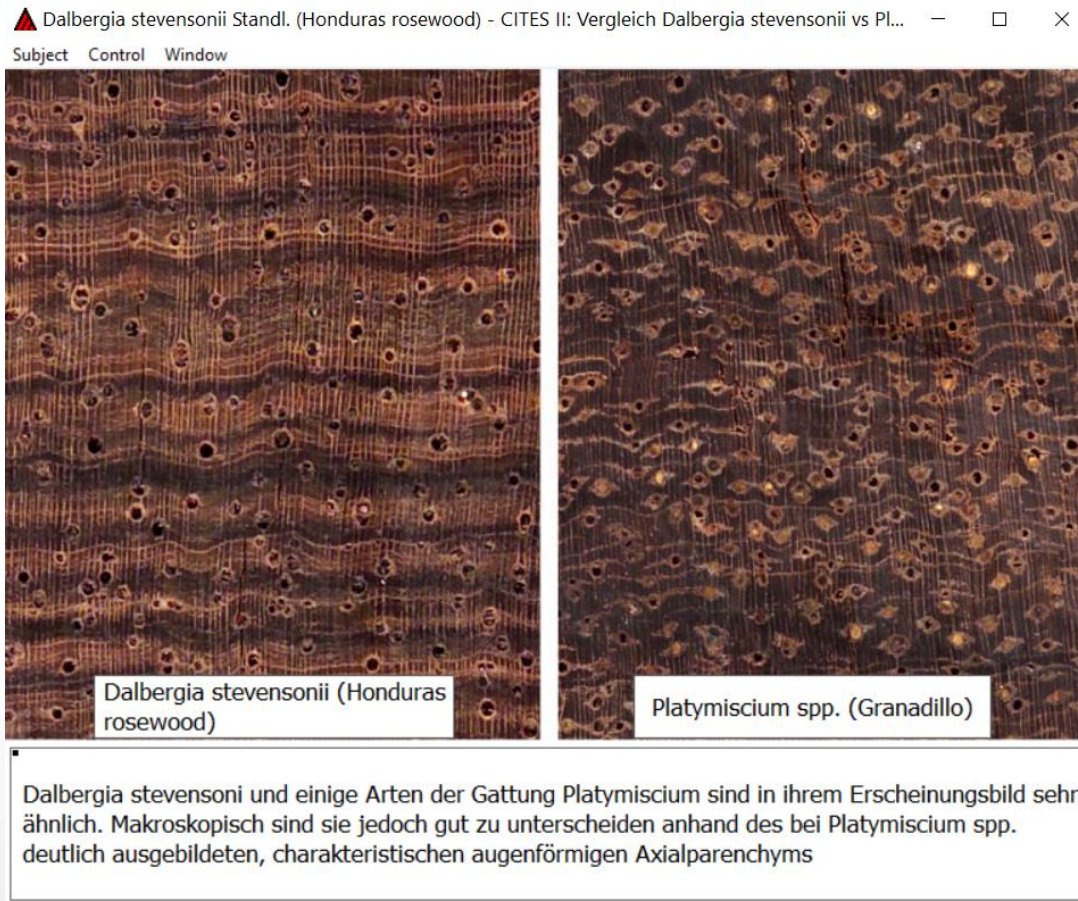 Dalbergia stevensonii Standl. (Honduras rosewood) - CITES II: Vergleich Dalbergia stevensonii vs Pl...
Subject Control Window
Dalbergia stevensonii (Honduras
rosewood)
Platymiscium spp. (Granadillo)
Dalbergia stevensoni und einige Arten der Gattung Platymiscium sind in ihrem Erscheinungsbild sehr
ähnlich. Makroskopisch sind sie jedoch gut zu unterscheiden anhand des bei Platymiscium spp.
deutlich ausgebildeten, charakteristischen augenförmigen Axialparenchyms